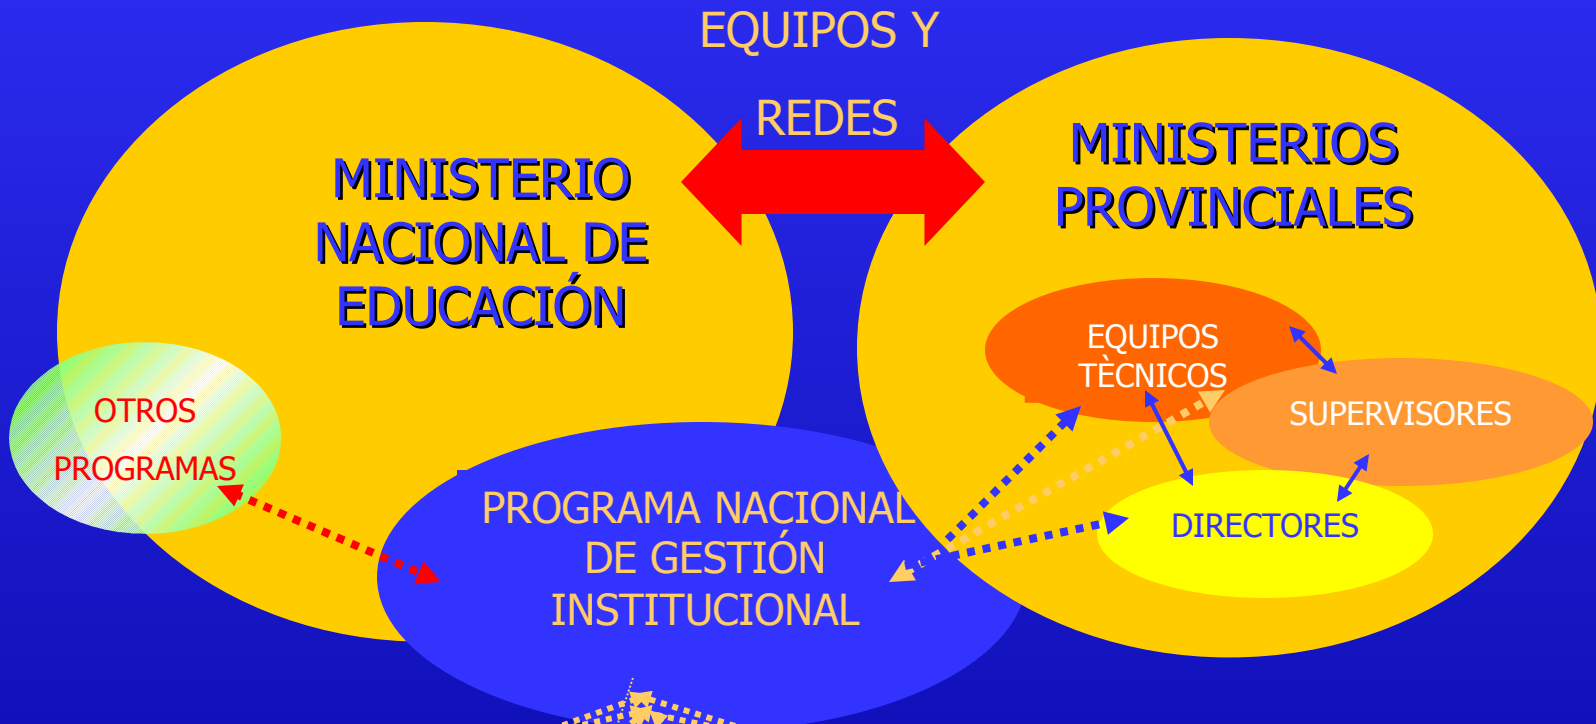 EQUIPOS Y
REDES
MINISTERIO
NACIONAL DE
EDUCACIÓN
MINISTERIOS
PROVINCIALES
OTROS
PROGRAMAS
EQUIPOS
TÈCNICOS
SUPERVISORES
DIRECTORES
PROGRAMA NACIONAL
DE GESTIÓN
INSTITUCIONAL